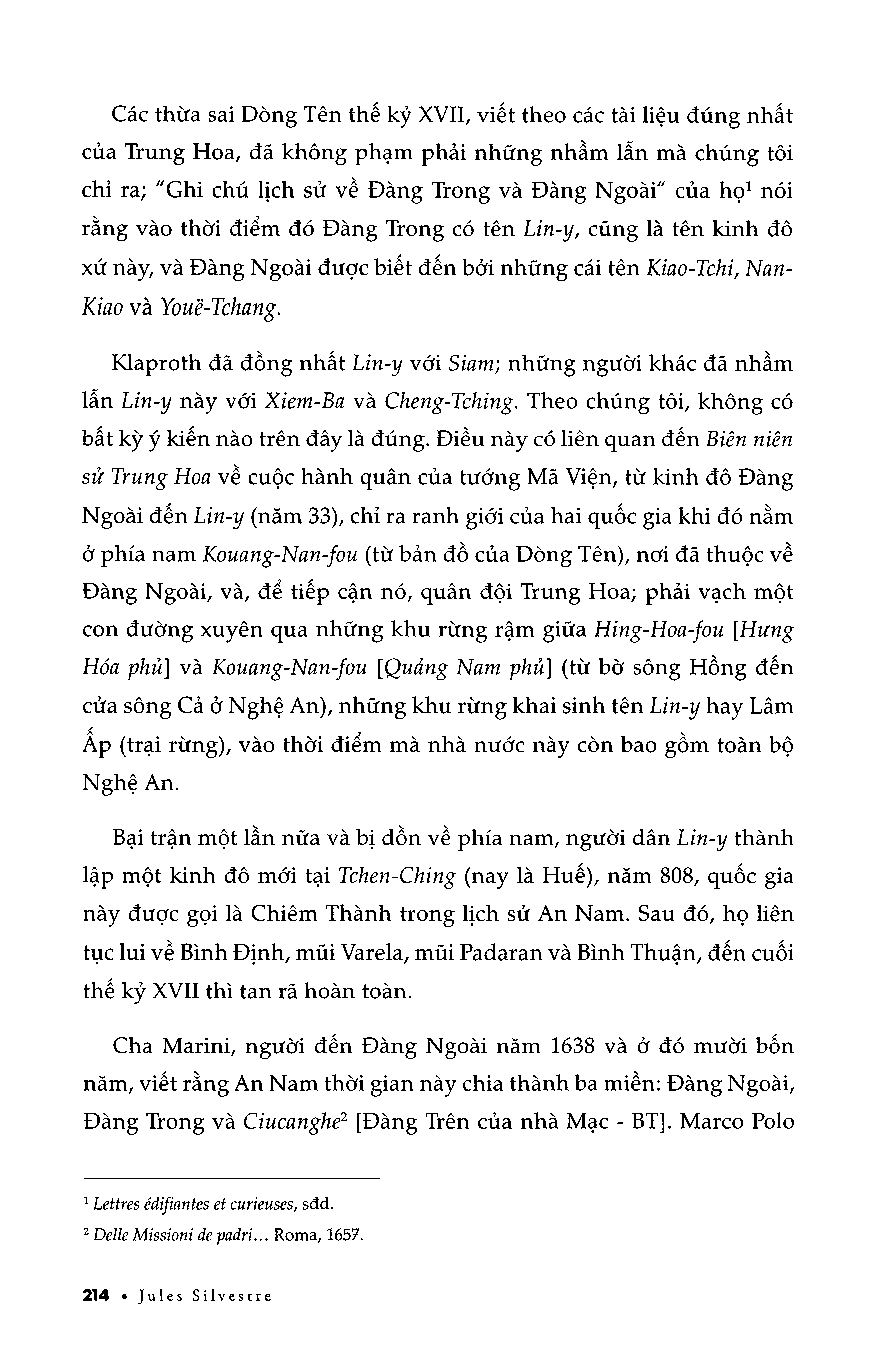 Các thừa sai Dòng Tên thế kỷ XVII, viết theo các tài liệu đúng nhất
của Trung Hoa, đã không phạm phải những nhầm lẫn mà chúng tôi
chỉ ra; "Ghi chú lịch sử về Đàng Trong và Đàng Ngoài" của họ¹ nói
rằng vào thời điểm đó Đàng Trong có tên Lin-y, cũng là tên kinh đô
xứ này, và Đàng Ngoài được biết đến bởi những cái tên Kiao-Tchi, Nan-
Kiao và Youë-Tchang.
Klaproth đã đồng nhất Lin-y với Siam; những người khác đã nhầm
lẫn Lin-y này với Xiem-Ba và Cheng-Tching. Theo chúng tôi, không có
bất kỳ ý kiến nào trên đây là đúng. Điều này có liên quan đến Biên niên
sử Trung Hoa về cuộc hành quân của tướng Mã Viện, từ kinh đô Đàng
Ngoài đến Lin-y (năm 33), chỉ ra ranh giới của hai quốc gia khi đó nằm
ở phía nam Kouang-Nan-fou (từ bản đồ của Dòng Tên), nơi đã thuộc về
Đàng Ngoài, và, để tiếp cận nó, quân đội Trung Hoa; phải vạch một
con đường xuyên qua những khu rừng rậm giữa Hing-Hoa-fou [Hưng
Hóa phủ] và Kouang-Nan-fou [Quảng Nam phủ] (từ bờ sông Hồng đến
cửa sông Cả ở Nghệ An), những khu rừng khai sinh tên Lin-y hay Lâm
Ấp (trại rừng), vào thời điểm mà nhà nước này còn bao gồm toàn bộ
Nghệ An.
Bại trận một lần nữa và bị dồn về phía nam, người dân Lin-y thành
lập một kinh đô mới tại Tchen-Ching (nay là Huế), năm 808, quốc gia
này được gọi là Chiêm Thành trong lịch sử An Nam. Sau đó, họ liên
tục lui về Bình Định, mũi Varela, mũi Padaran và Bình Thuận, đến cuối
thế kỷ XVII thì tan rã hoàn toàn.
Cha Marini, người đến Đàng Ngoài năm 1638 và ở đó mười bốn
năm, viết rằng An Nam thời gian này chia thành ba miền: Đàng Ngoài,
Đàng Trong và Ciucanghe² [Đàng Trên của nhà Mạc - BT]. Marco Polo
¹ Lettres édifiantes et curieuses, sđd.
² Delle Missioni de padri... Roma, 1657.
214 • Jules Silvestre